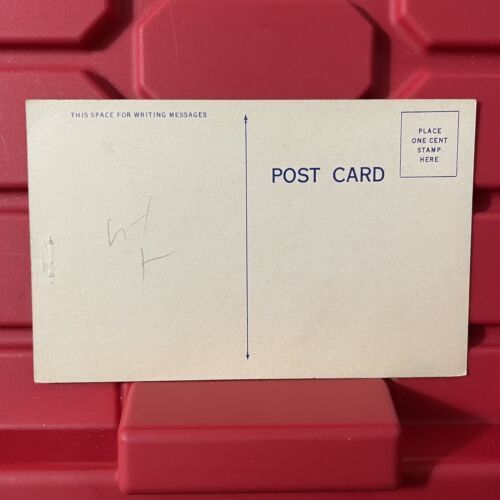 THIS SPACE FOR WRITING MESSAGES
POST CARD
PLACE
ONE CENT
STAMP
HERE